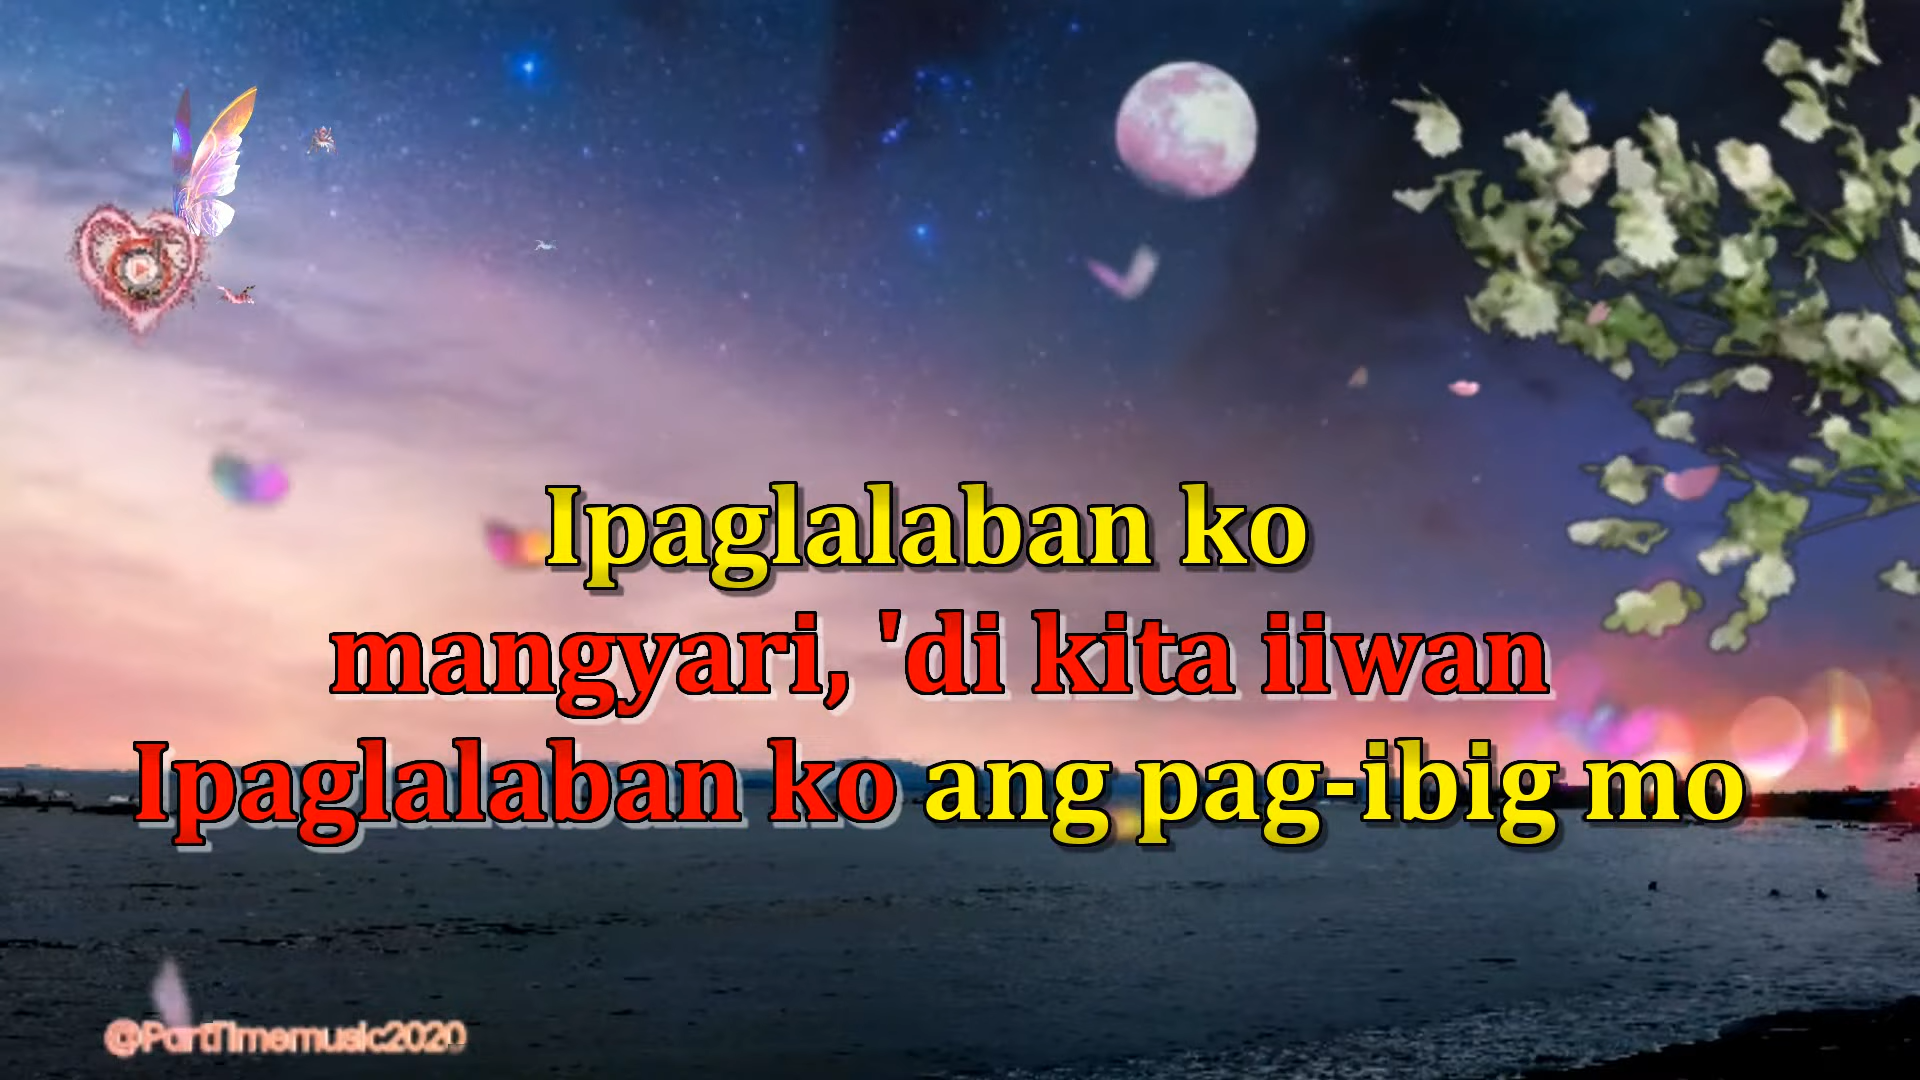 Ipaglalaban ko
mangyari, 'di kita iiwan
Ipaglalaban ko ang pag-ibig mo
@PartTimemusic2020